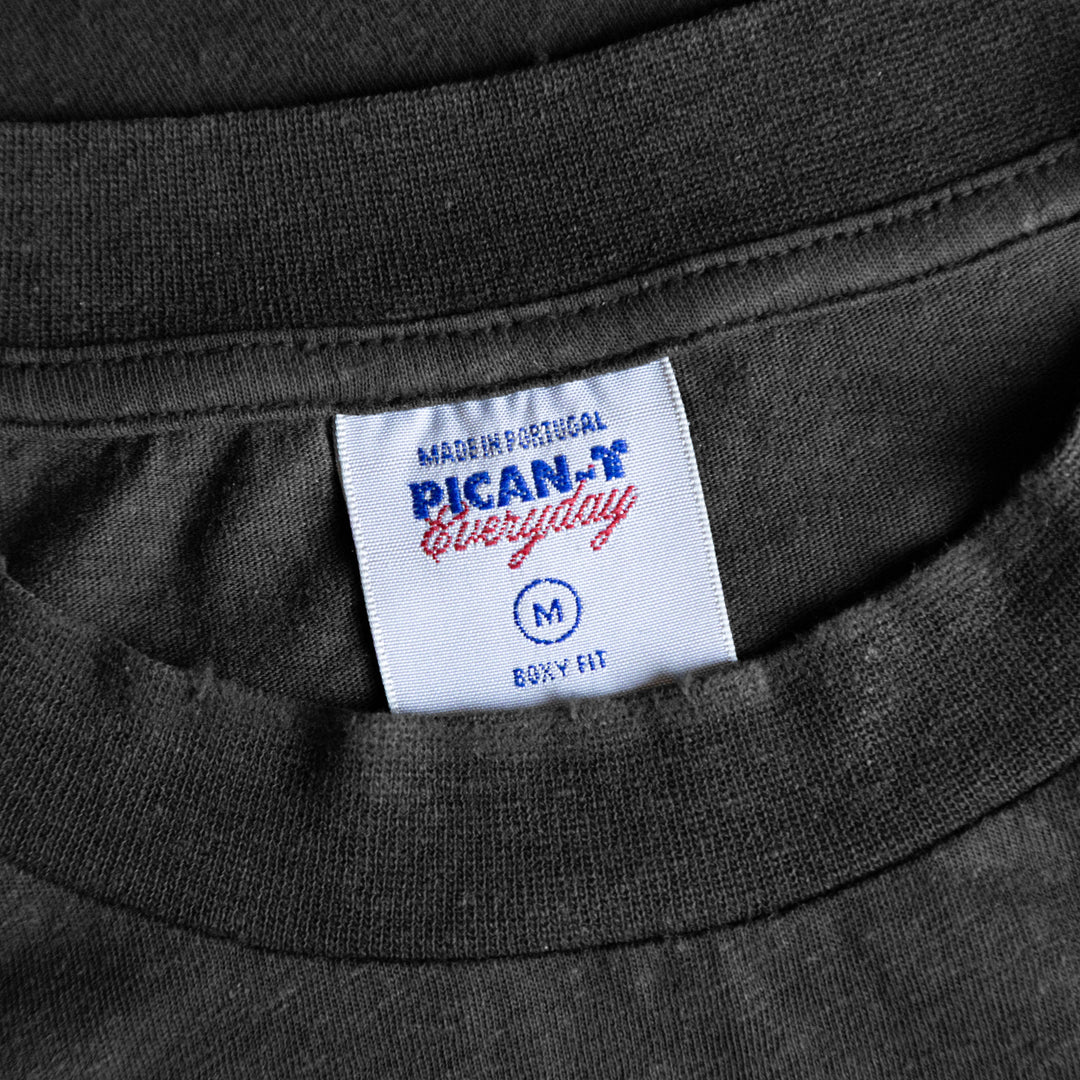 MADE IN PORTUGAL
PICAN-Y
Everyday
M
BOXY FIT